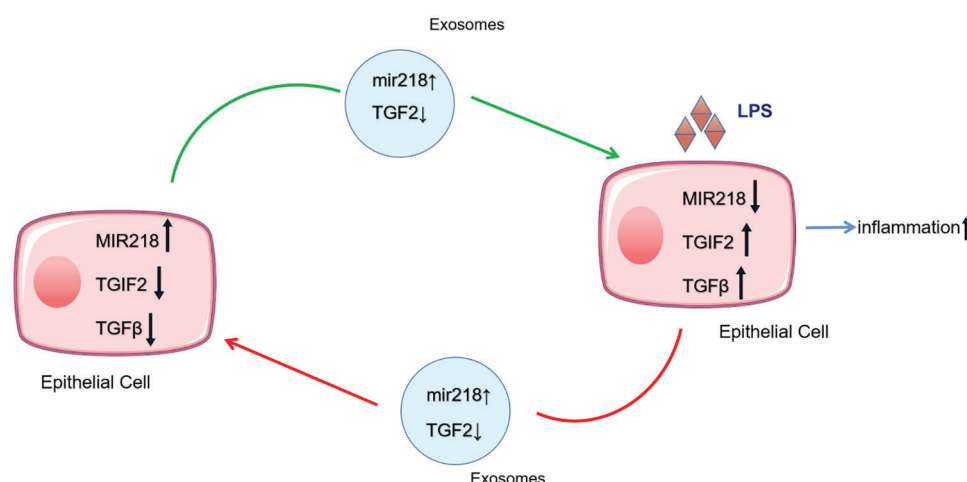 Exosomes
mir218↑
TGF2↓
LPS
MIR218↓
TGIF2↑
TGFβ↑
inflammation↑
Epithelial Cell
MIR218↑
TGIF2↓
TGFβ↓
Epithelial Cell
mir218↑
TGF2↓
Exosomes